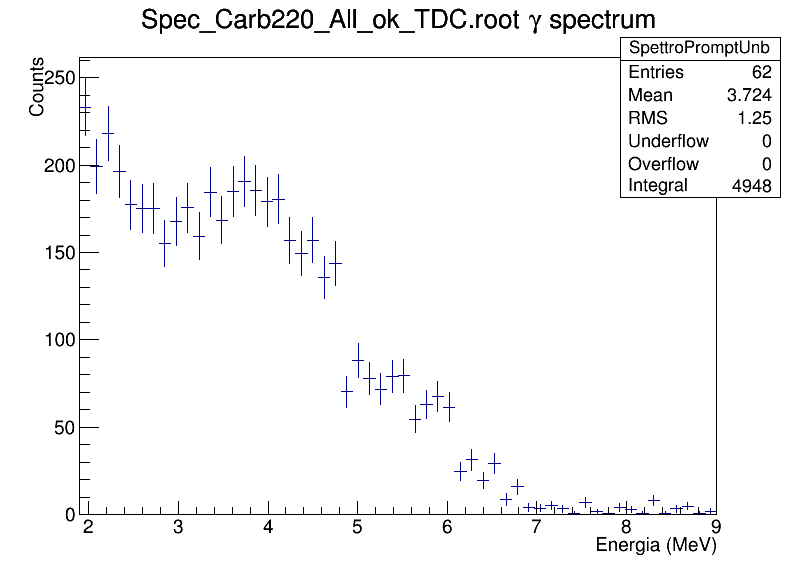 Spec_Carb220_All_ok_TDC.root γ spectrum
SpettroPromptUnb
Entries 62
Mean 3.724
RMS 1.25
Underflow 0
Overflow 0
Integral 4948
Counts
250
200
150
100
50
0
2 3 4 5 6 7 8 9
Energia (MeV)